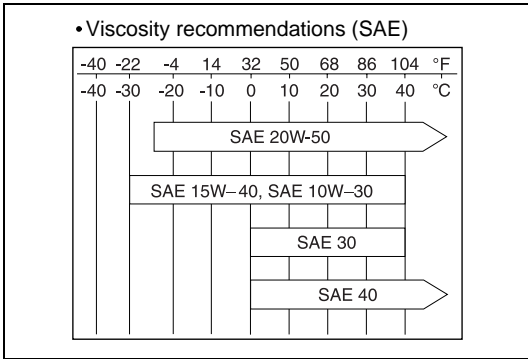 • Viscosity recommendations (SAE)
-40 -22 -4 14 32 50 68 86 104 °F
-40 -30 -20 -10 0 10 20 30 40 °C
SAE 20W-50
SAE 15W–40, SAE 10W–30
SAE 30
SAE 40